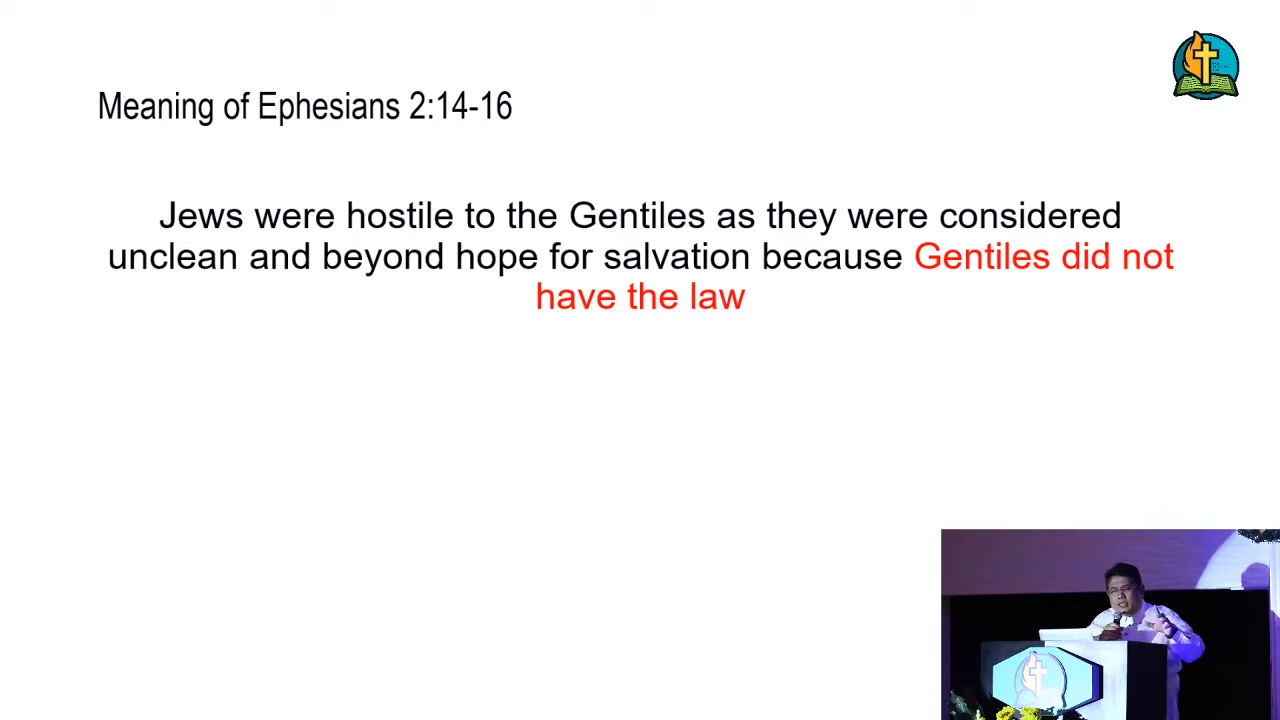 Meaning of Ephesians 2:14-16
Jews were hostile to the Gentiles as they were considered
unclean and beyond hope for salvation because Gentiles did not
have the law